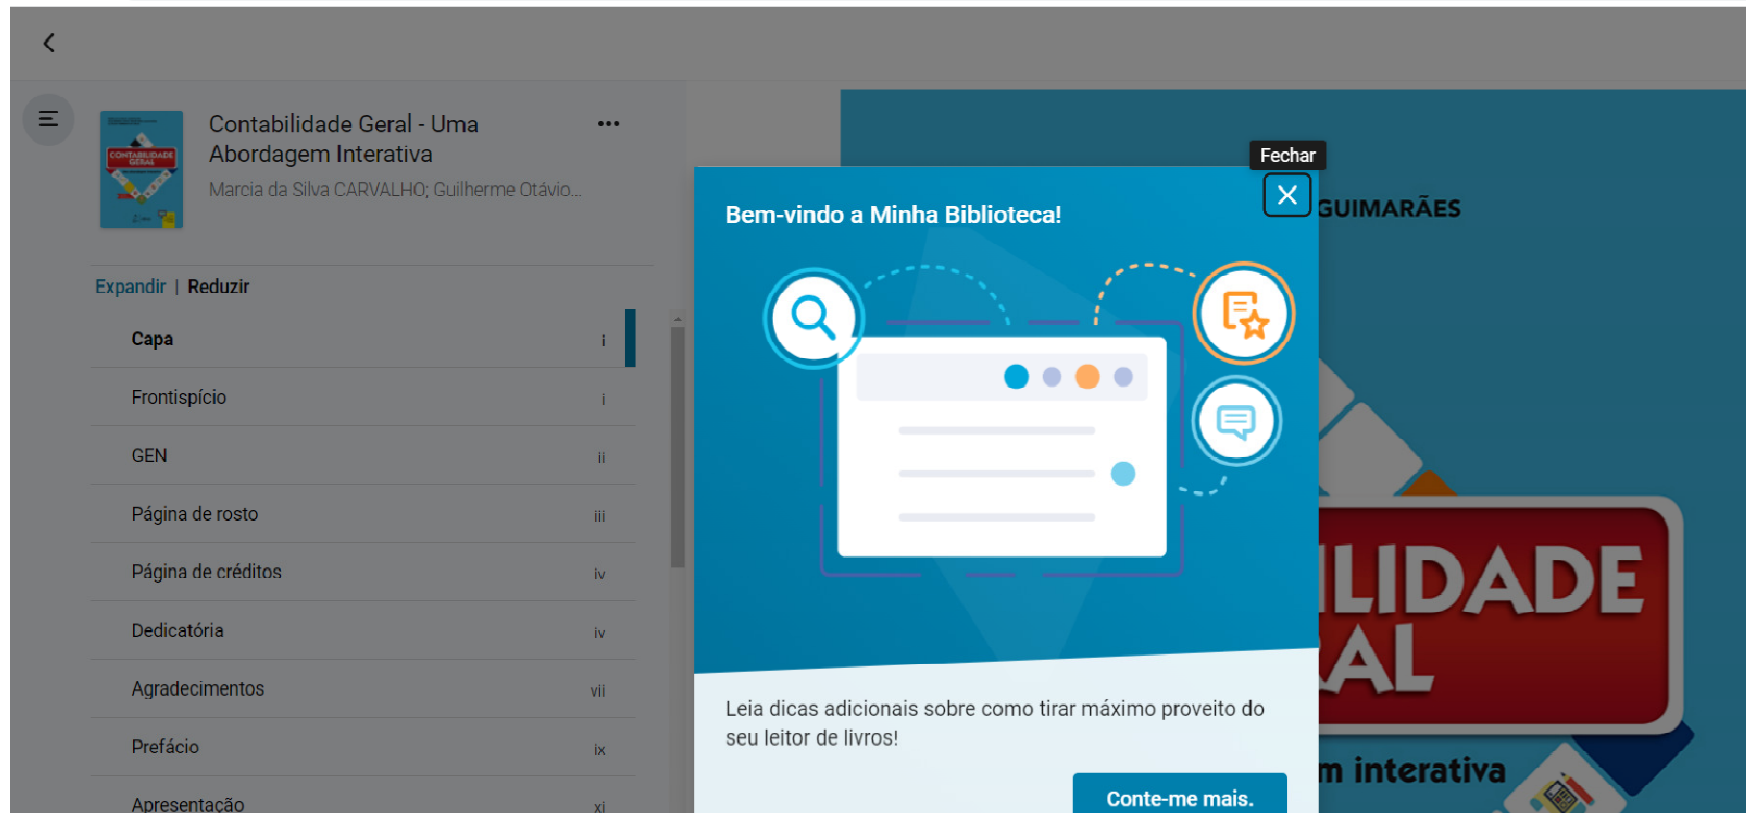 Contabilidade Geral - Uma
Abordagem Interativa
Marcia da Silva CARVALHO; Guilherme Otávio...
CONTABILIDADE
GERAL
Expandir | Reduzir
Capa i
Frontispício i
GEN ii
Página de rosto iii
Página de créditos iv
Dedicatória iv
Agradecimentos vii
Prefácio ix
Apresentação xi
Fechar
Bem-vindo a Minha Biblioteca!
Leia dicas adicionais sobre como tirar máximo proveito do
seu leitor de livros!
Conte-me mais.
GUIMARÃES
ILIDADE
RAL
m interativa